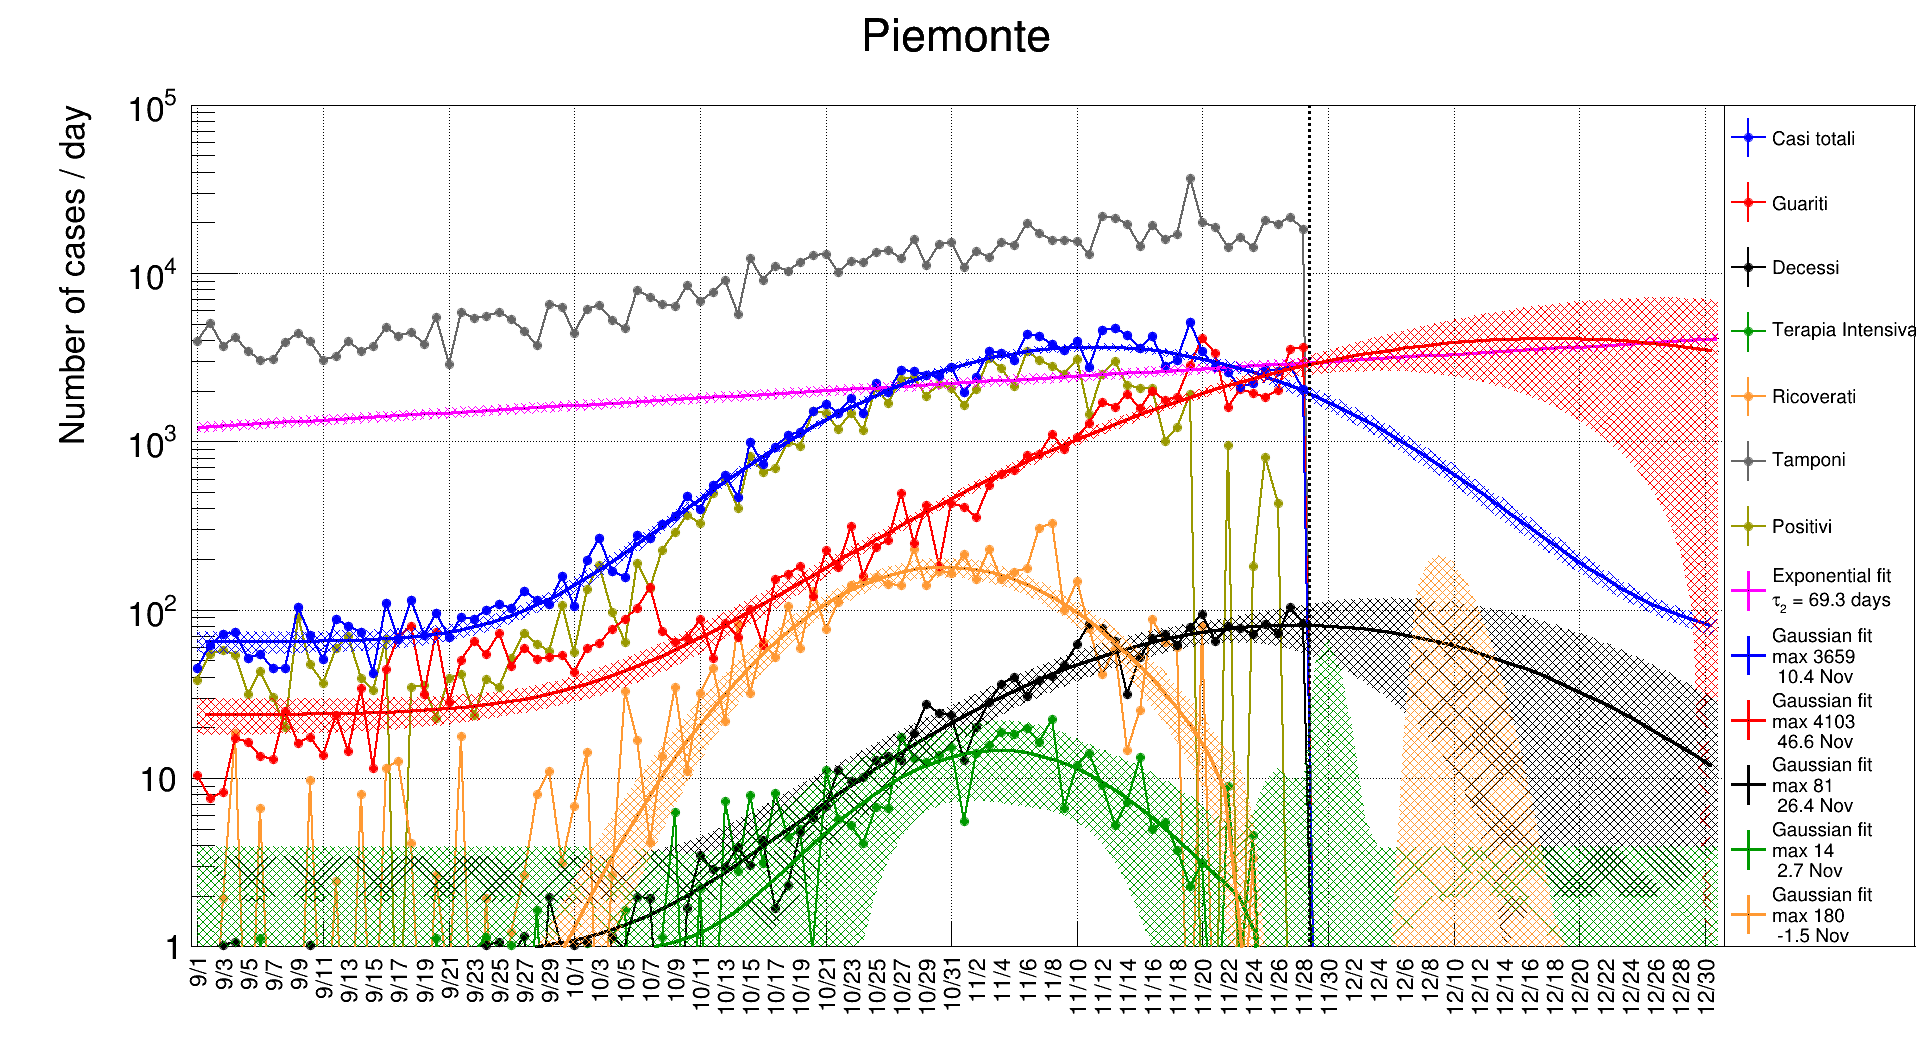 Piemonte
Number of cases / day
10^5
10^4
10^3
10^2
10
1
9/1
9/3
9/5
9/7
9/9
9/11
9/13
9/15
9/17
9/19
9/21
9/23
9/25
9/27
9/29
10/1
10/3
10/5
10/7
10/9
10/11
10/13
10/15
10/17
10/19
10/21
10/23
10/25
10/27
10/29
10/31
11/2
11/4
11/6
11/8
11/10
11/12
11/14
11/16
11/18
11/20
11/22
11/24
11/26
11/28
11/30
12/2
12/4
12/6
12/8
12/10
12/12
12/14
12/16
12/18
12/20
12/22
12/24
12/26
12/28
12/30
Casi totali
Guariti
Decessi
Terapia Intensiva
Ricoverati
Tamponi
Positivi
Exponential fit
τ2 = 69.3 days
Gaussian fit
max 3659
10.4 Nov
Gaussian fit
max 4103
46.6 Nov
Gaussian fit
max 81
26.4 Nov
Gaussian fit
max 14
2.7 Nov
Gaussian fit
max 180
-1.5 Nov